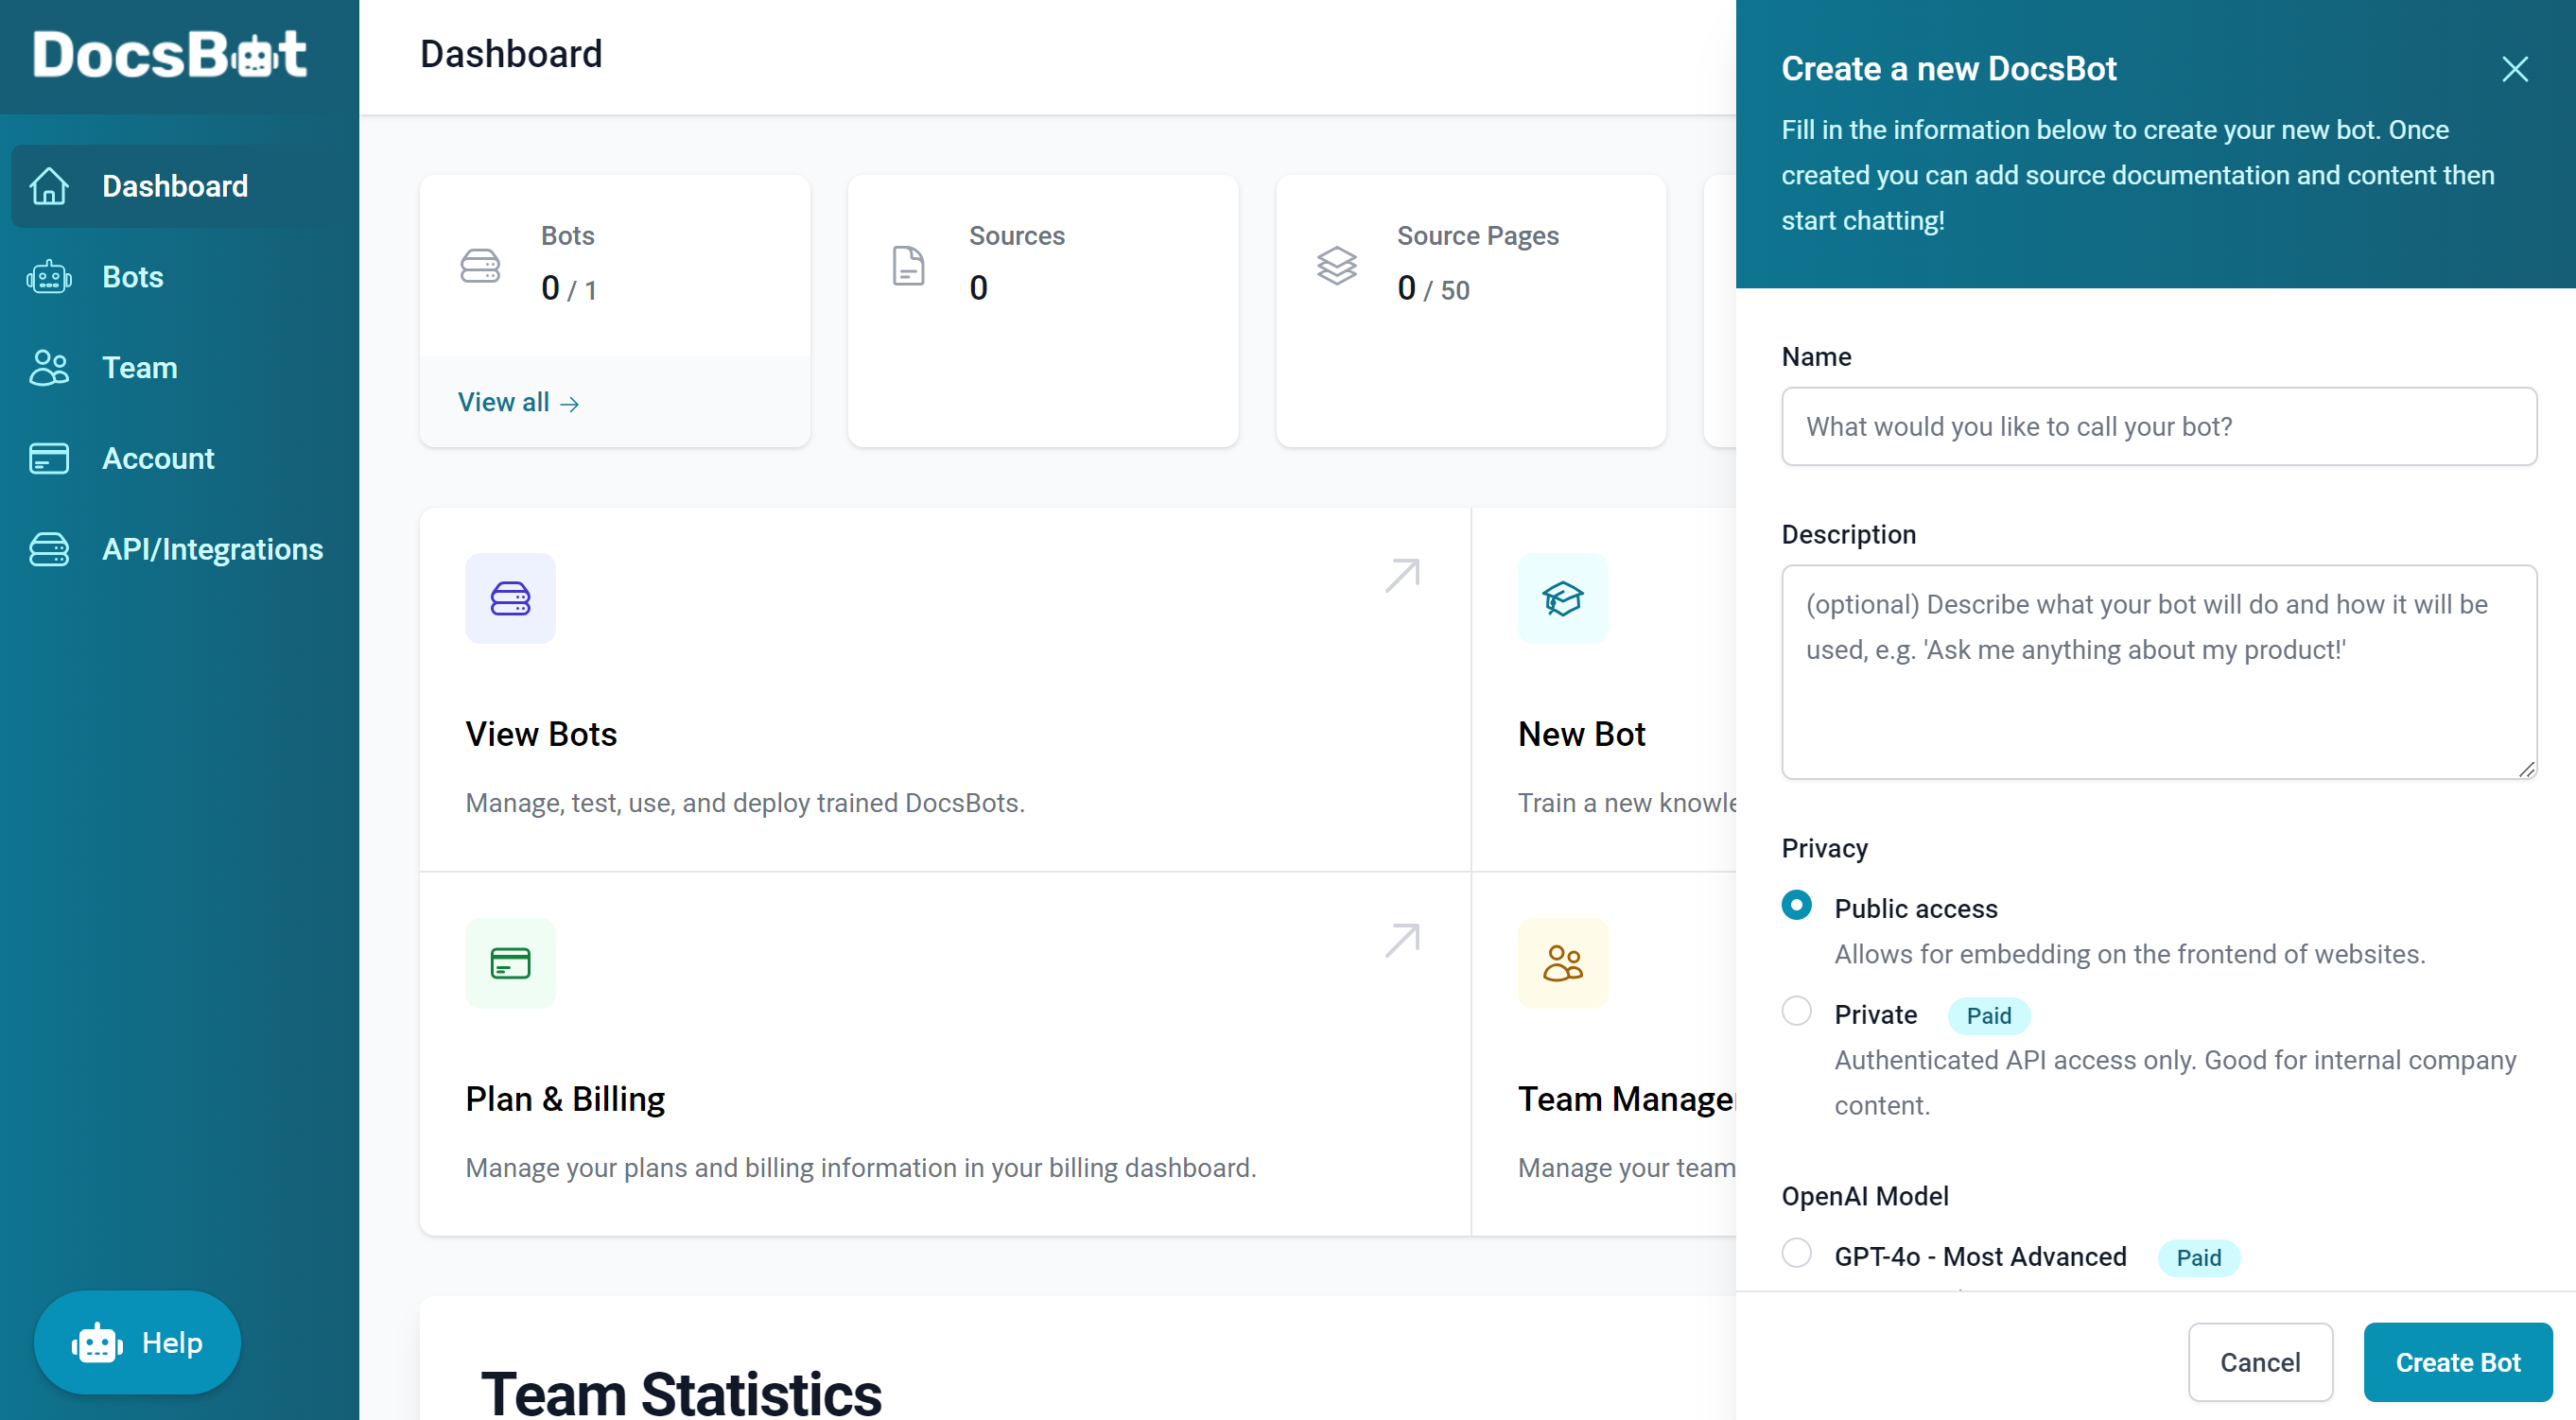 DocsBot
Dashboard
Bots
Team
Account
API/Integrations
Help
Dashboard
Bots
0 / 1
View all →
Sources
0
Source Pages
0 / 50
View Bots
Manage, test, use, and deploy trained DocsBots.
New Bot
Train a new
Plan & Billing
Manage your plans and billing information in your billing dashboard.
Team
Manage your team
Team Statistics
Create a new DocsBot
Fill in the information below to create your new bot. Once
created you can add source documentation and content then
start chatting!
Name
What would you like to call your bot?
Description
(optional) Describe what your bot will do and how it will be
used, e.g. 'Ask me anything about my product!'
Privacy
Public access
Allows for embedding on the frontend of websites.
Private Paid
Authenticated API access only. Good for internal company
content.
OpenAI Model
GPT-4o - Most Advanced Paid
Cancel
Create Bot